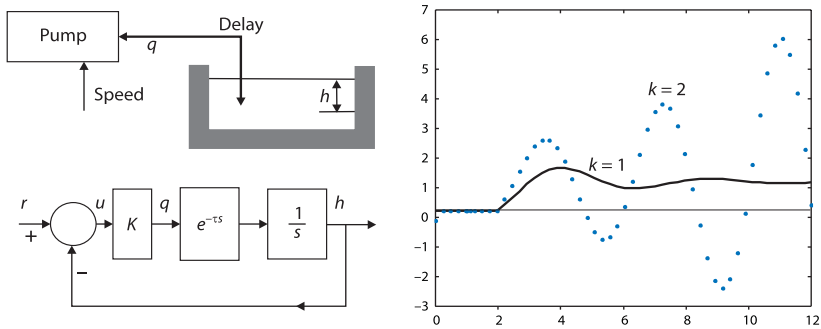 Pump
Delay
q
Speed
h
r
u
q
h
+
K
e^{-τs}
1/s
−
7
6
5
4
3
2
1
0
−1
−2
−3
k = 2
k = 1
0 2 4 6 8 10 12